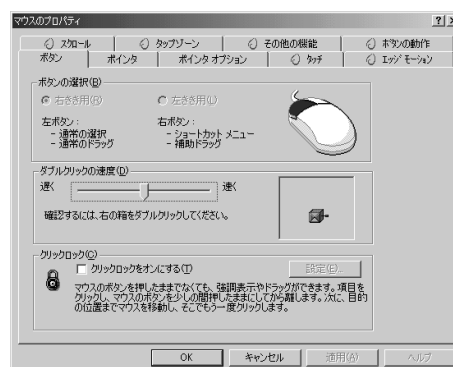 マウスのプロパティ
スクロール タップゾーン その他の機能 ボタンの動作
ボタン ポインタ ポインタ オプション タッチ エッジ モーション
ボタンの選択(B)
右きき用(R) 左きき用(L)
左ボタン: 右ボタン:
- 通常の選択 - ショートカット メニュー
- 通常のドラッグ - 補助ドラッグ
ダブルクリックの速度(D)
遅く 速く
確認するには、右の箱をダブルクリックしてください。
クリックロック(C)
クリックロックをオンにする(T) 設定(E)...
マウスのボタンを押したままでなくても、強調表示やドラッグができます。項目を
クリックし、マウスのボタンを少しの間押したままにしてから離します。次に、目的
の位置までマウスを移動し、そこでもう一度クリックします。
OK キャンセル 適用(A) ヘルプ